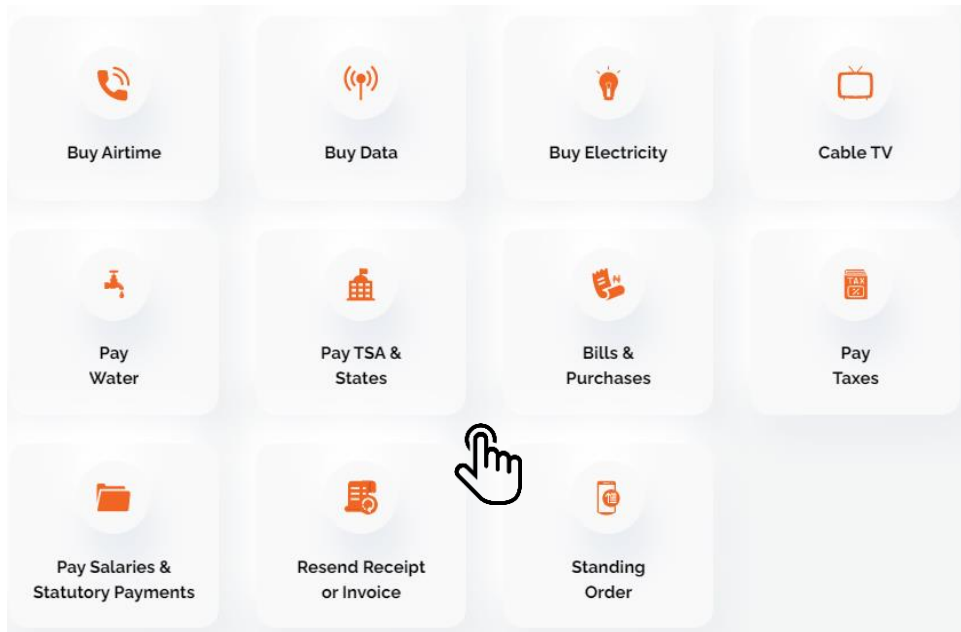 Buy Airtime
Buy Data
Buy Electricity
Cable TV
Pay
Water
Pay TSA &
States
N
Bills &
Purchases
TAX
%
Pay
Taxes
Pay Salaries &
Statutory Payments
Resend Receipt
or Invoice
Standing
Order